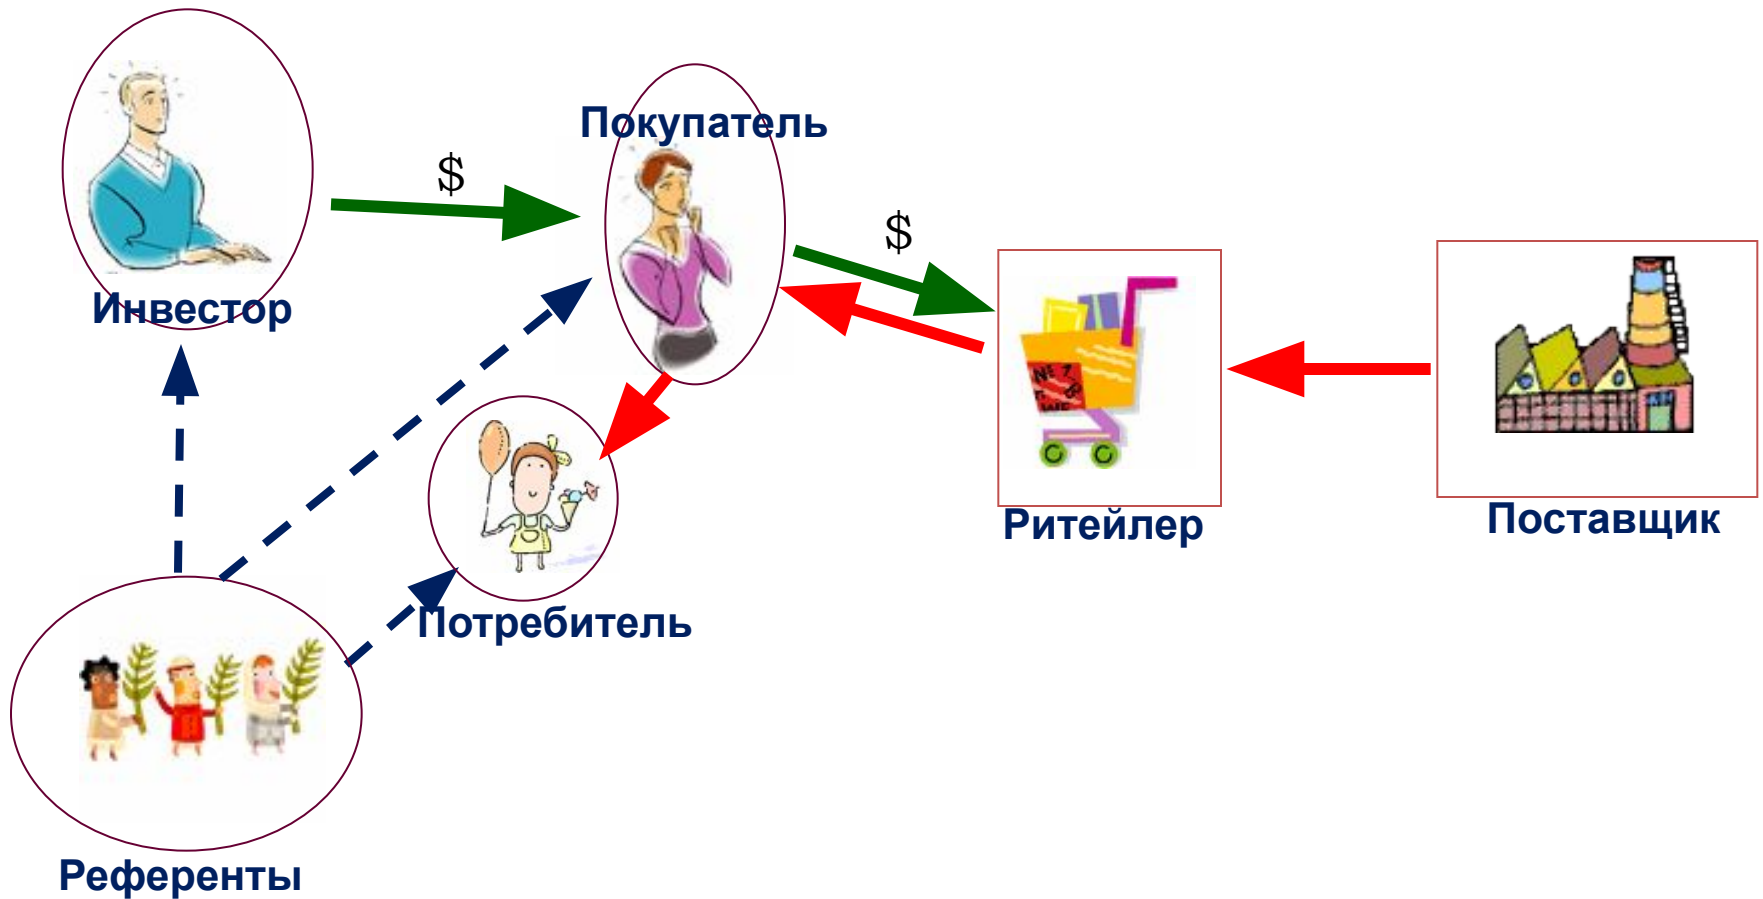 Покупатель
$
$
Инвестор
Ритейлер
Поставщик
Потребитель
Референты